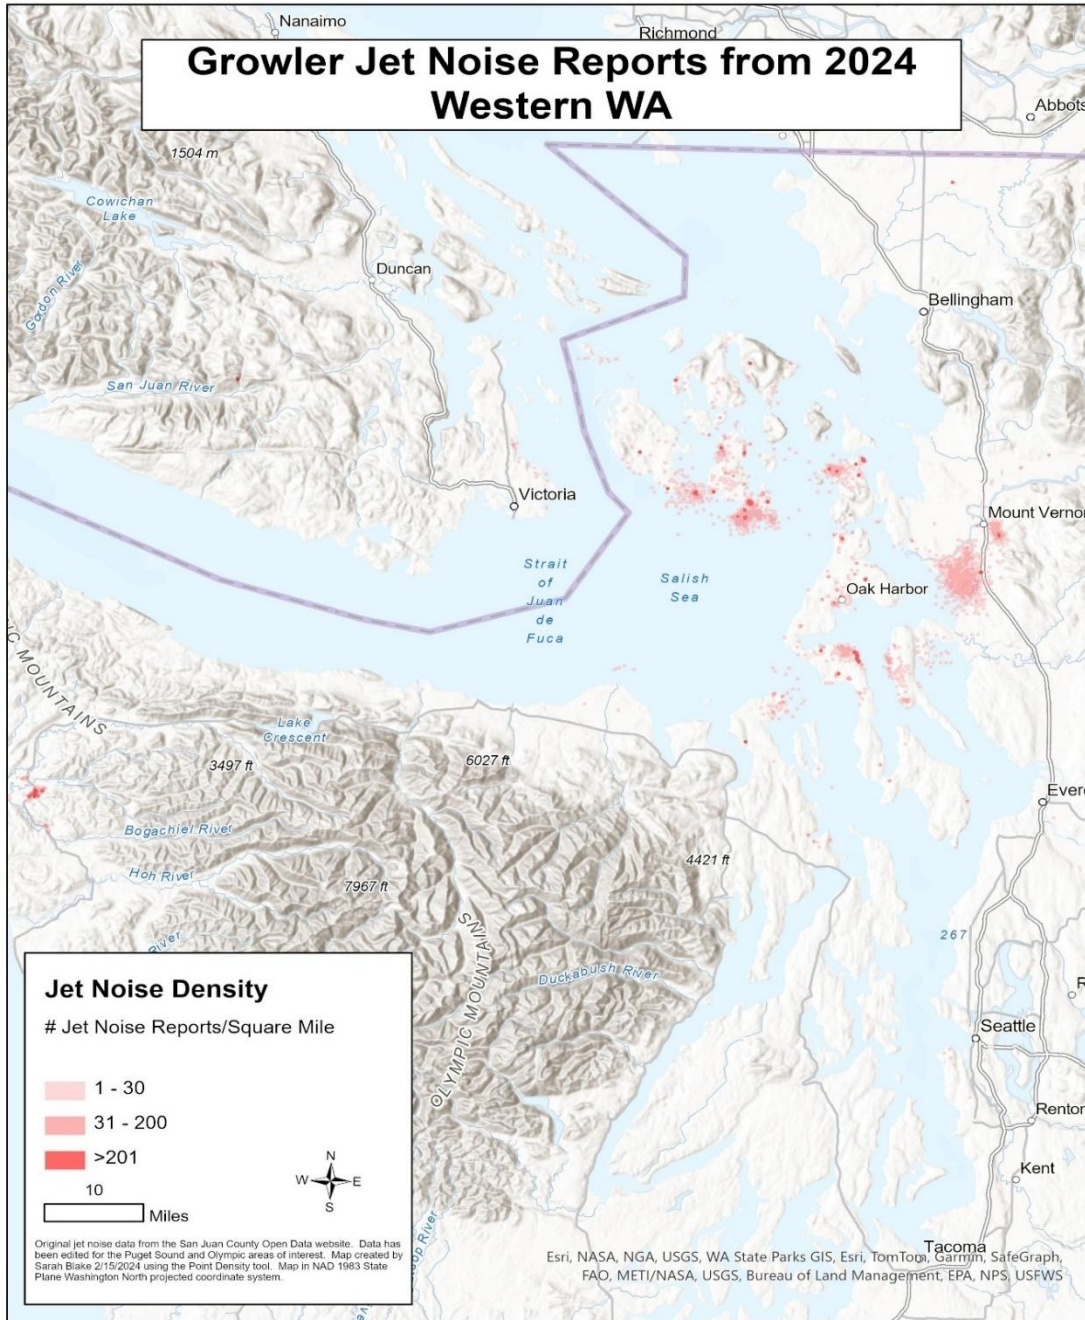 Nanaimo
Richmond
Growler Jet Noise Reports from 2024
Western WA
Abbots
1504 m
Cowichan
Lake
Duncan
Gordon River
Bellingham
San Juan River
Victoria
Mount Vernon
Strait
of
Juan
de
Fuca
Salish
Sea
Oak Harbor
IC MOUNTAINS
Lake
Crescent
3497 ft
6027 ft
Bogachiel River
Hoh River
7967 ft
4421 ft
Evere
River
OLYMPIC MOUNTAINS
Duckabush River
267
Seattle
R
Renton
Kent
Tacoma
Jet Noise Density
# Jet Noise Reports/Square Mile
1 - 30
31 - 200
>201
N
W
E
S
10
Miles
Original jet noise data from the San Juan County Open Data website. Data has
been edited for the Puget Sound and Olympic areas of interest. Map created by
Sarah Blake 2/15/2024 using the Point Density tool. Map in NAD 1983 State
Plane Washington North projected coordinate system.
River
Esri, NASA, NGA, USGS, WA State Parks GIS, Esri, TomTom, Garmin, SafeGraph,
FAO, METI/NASA, USGS, Bureau of Land Management, EPA, NPS, USFWS